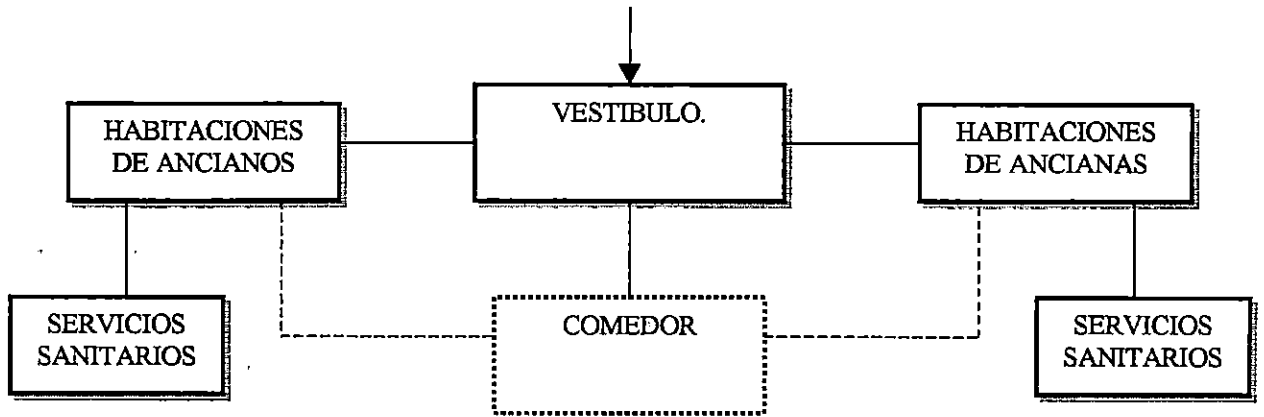 VESTIBULO.
HABITACIONES
DE ANCIANOS
HABITACIONES
DE ANCIANAS
SERVICIOS
SANITARIOS
COMEDOR
SERVICIOS
SANITARIOS